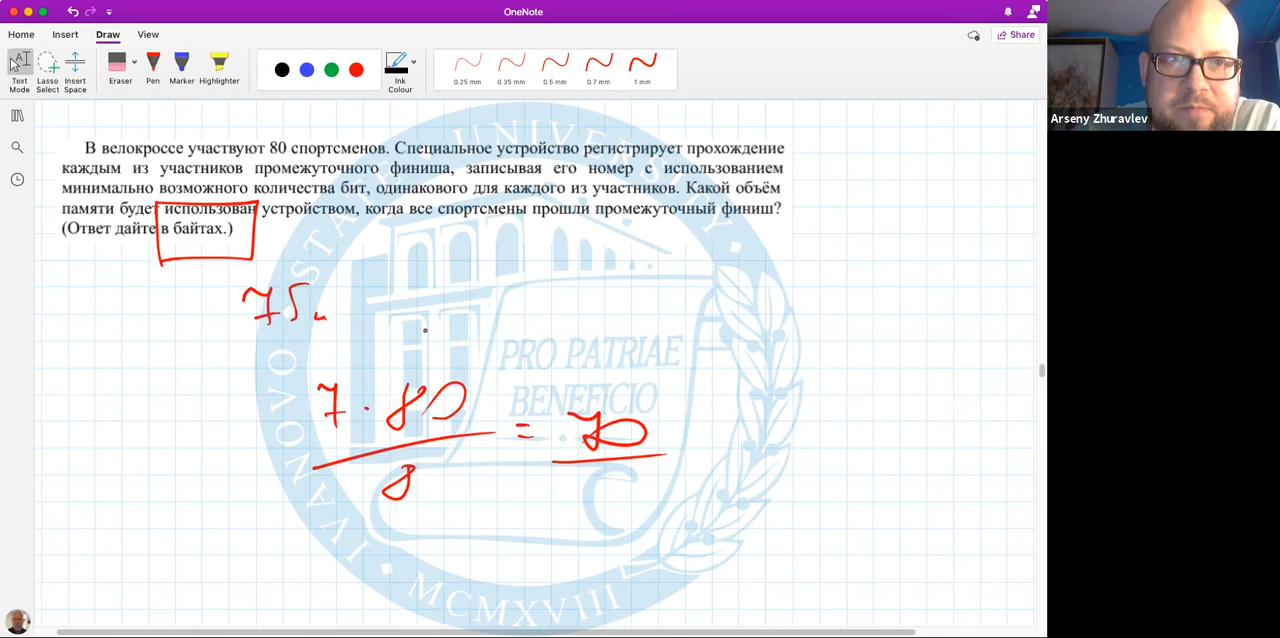 OneNote
Home Insert Draw View
Share
Text Mode
Lasso Select
Insert Space
Eraser
Pen
Marker
Highlighter
Ink Colour
0.25 mm
0.35 mm
0.5 mm
0.7 mm
1 mm
Arseny Zhuravlev
В велокроссе участвуют 80 спортсменов. Специальное устройство регистрирует прохождение
каждым из участников промежуточного финиша, записывая его номер с использованием
минимально возможного количества бит, одинакового для каждого из участников. Какой объём
памяти будет использован устройством, когда все спортсмены прошли промежуточный финиш?
(Ответ дайте в байтах.)
7
7 · 80
8
= 70
IVANOVO STATE UNIVERSITY
PRO PATRIAE
BENEFICIO
MCMXVIII